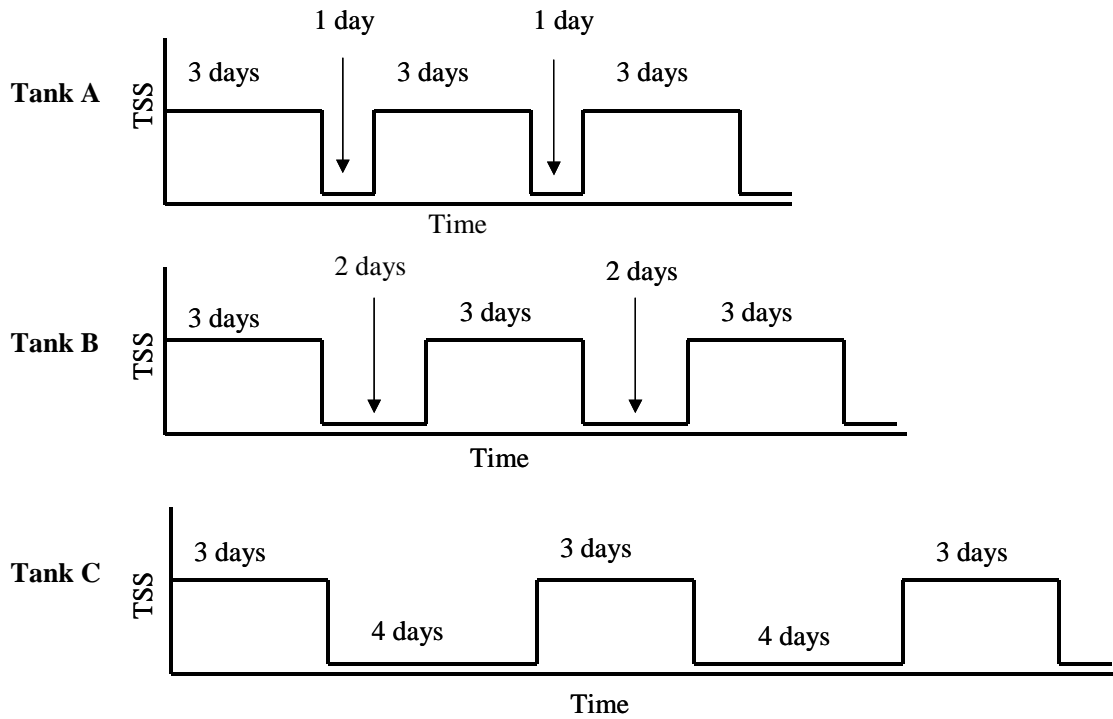 1 day 1 day
3 days 3 days 3 days
Tank A
TSS
Time
2 days 2 days
3 days 3 days 3 days
Tank B
TSS
Time
3 days 3 days 3 days
Tank C
TSS
4 days 4 days
Time